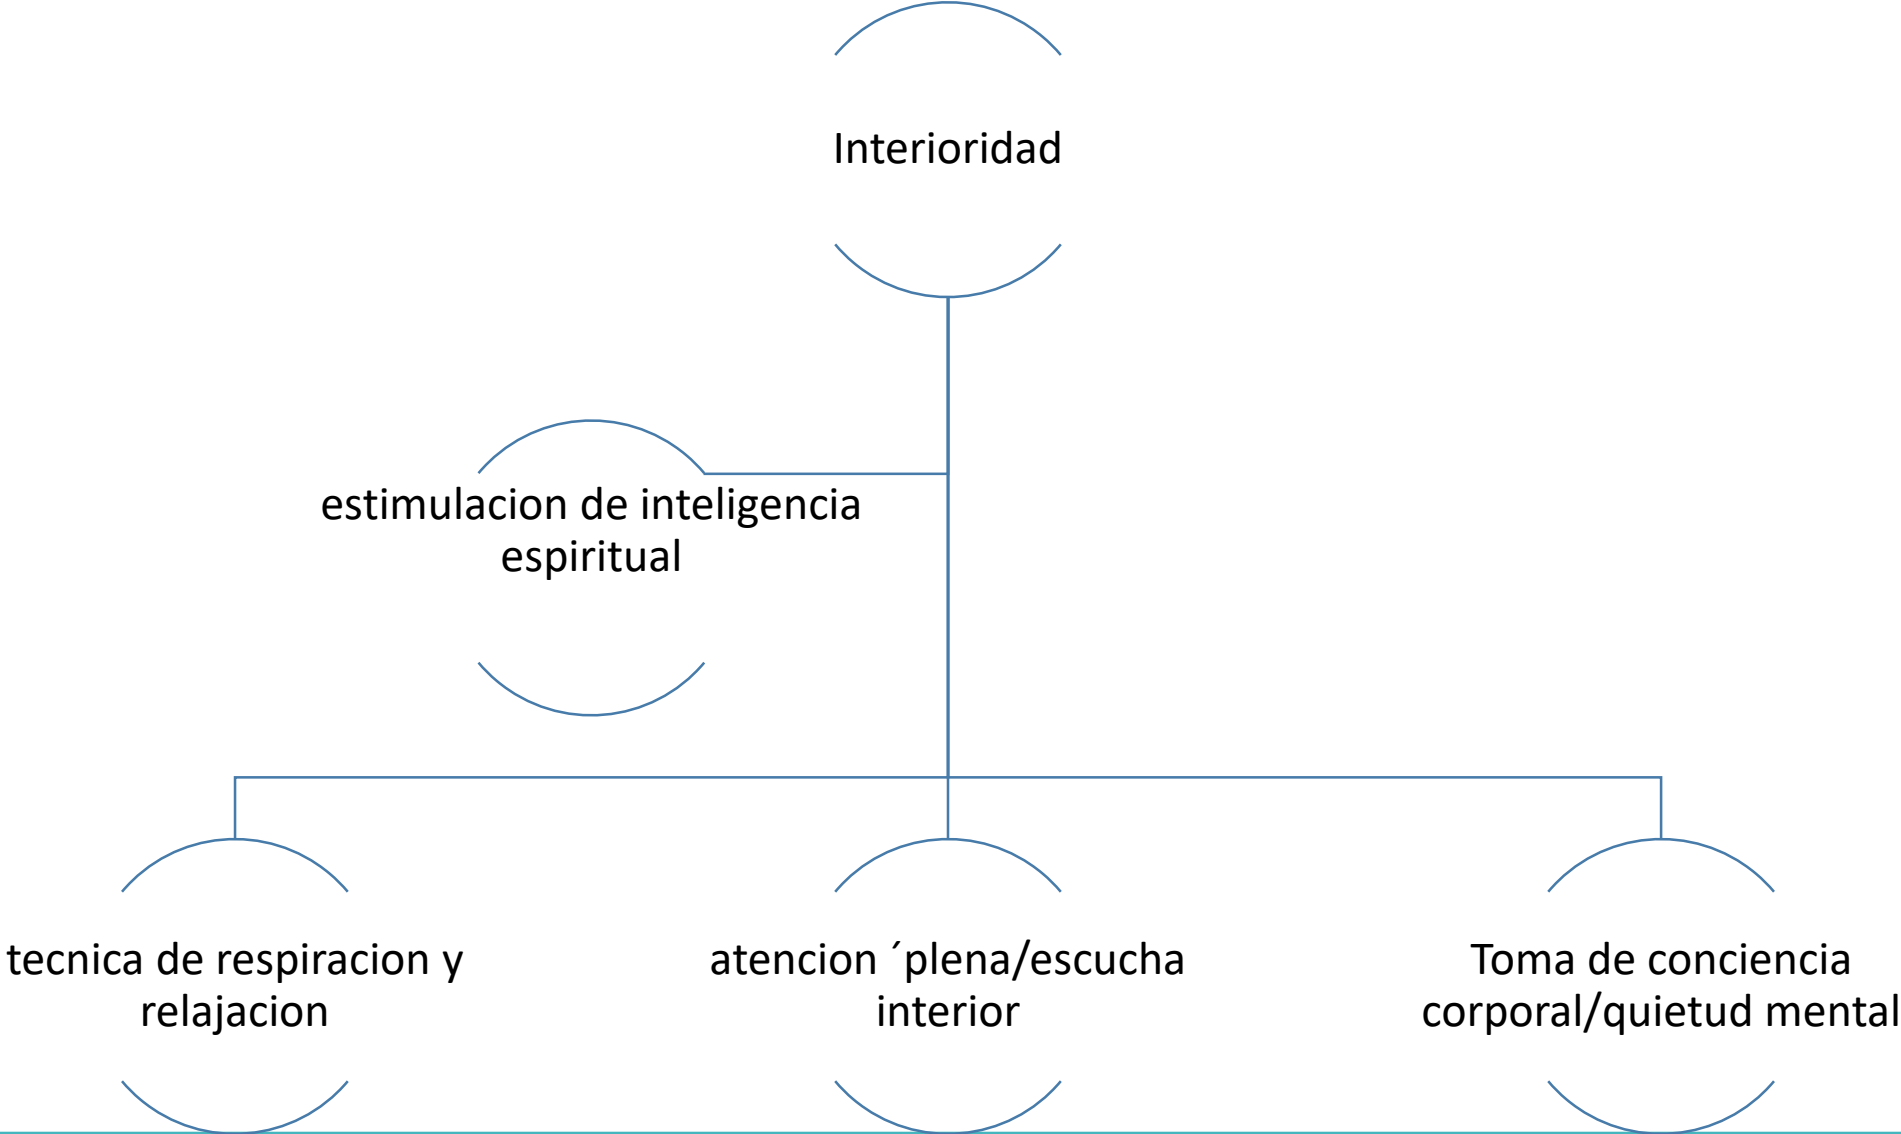 Interioridad
estimulacion de inteligencia
espiritual
tecnica de respiracion y
relajacion
atencion ´plena/escucha
interior
Toma de conciencia
corporal/quietud mental